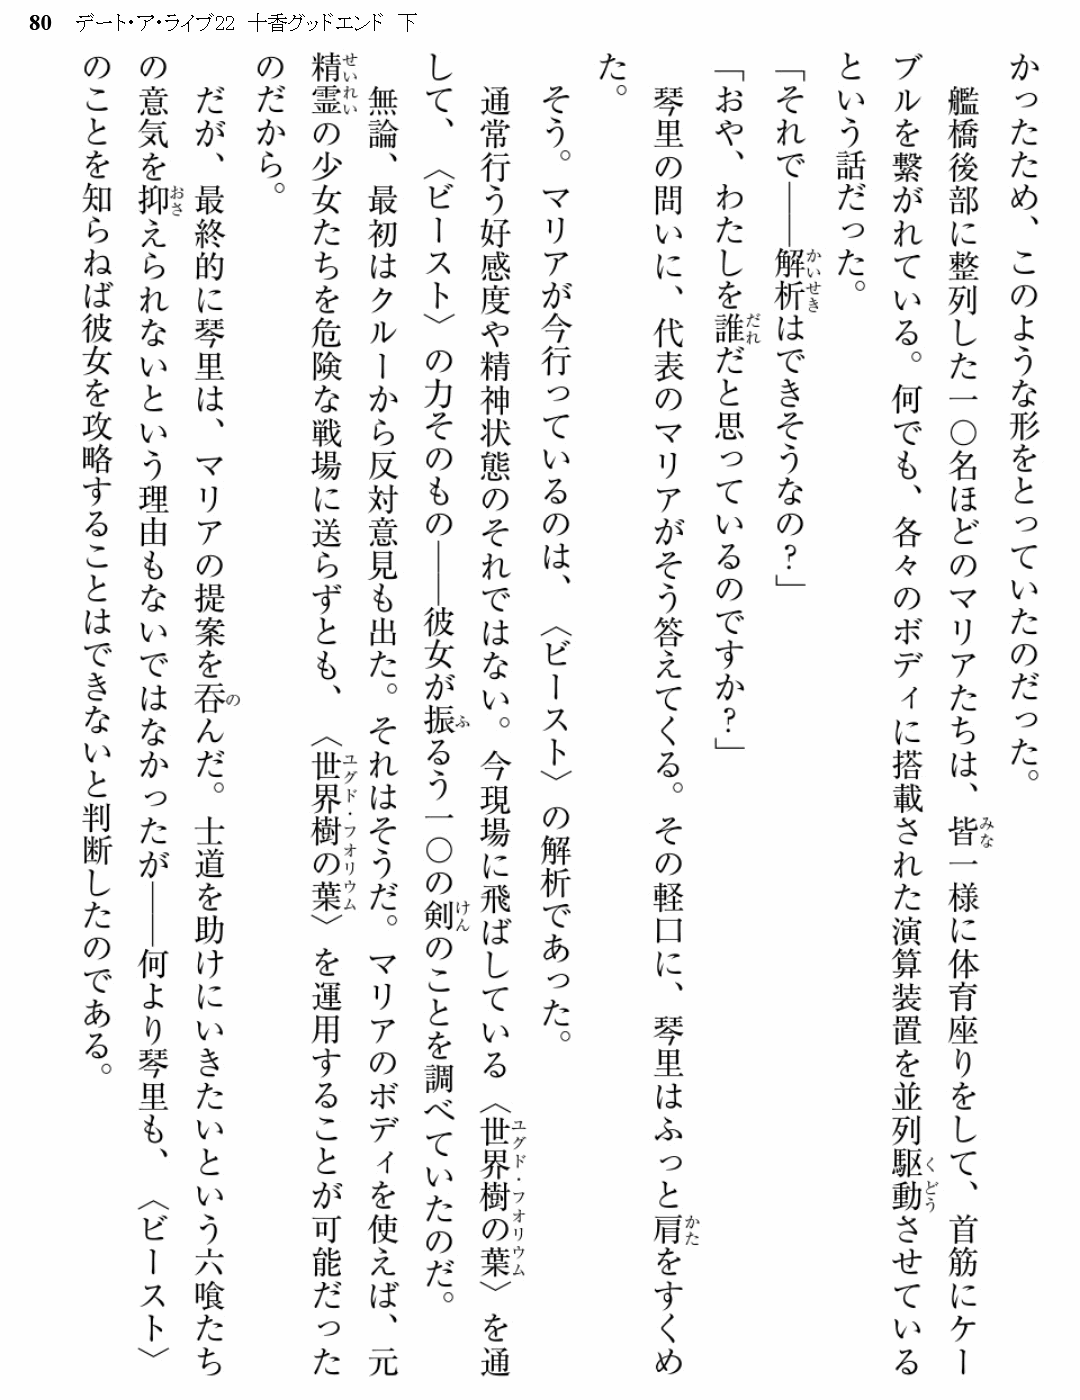 80 デート・ア・ライブ22 十香グッドエンド 下
かったため、このような形をとっていたのだった。
艦橋後部に整列した一〇名ほどのマリアたちは、皆一様に体育座りをして、首筋にケー
ブルを繋がれている。何でも、各々のボディに搭載された演算装置を並列駆動させている
という話だった。
「それで――解析はできそうなの？」
「おや、わたしを誰だと思っているのですか？」
琴里の問いに、代表のマリアがそう答えてくる。その軽口に、琴里はふっと肩をすくめ
た。
そう。マリアが今行っているのは、〈ビースト〉の解析であった。
通常行う好感度や精神状態のそれではない。今現場に飛ばしている〈世界樹の葉〉を通
して、〈ビースト〉の力そのもの――彼女が振るう一〇の剣のことを調べていたのだ。
無論、最初はクルーから反対意見も出た。それはそうだ。マリアのボディを使えば、元
精霊の少女たちを危険な戦場に送らずとも、〈世界樹の葉〉を運用することが可能だった
のだから。
だが、最終的に琴里は、マリアの提案を呑んだ。士道を助けにいきたいという六喰たち
の意気を抑えられないという理由もないではなかったが――何より琴里も、〈ビースト〉
のことを知らねば彼女を攻略することはできないと判断したのである。